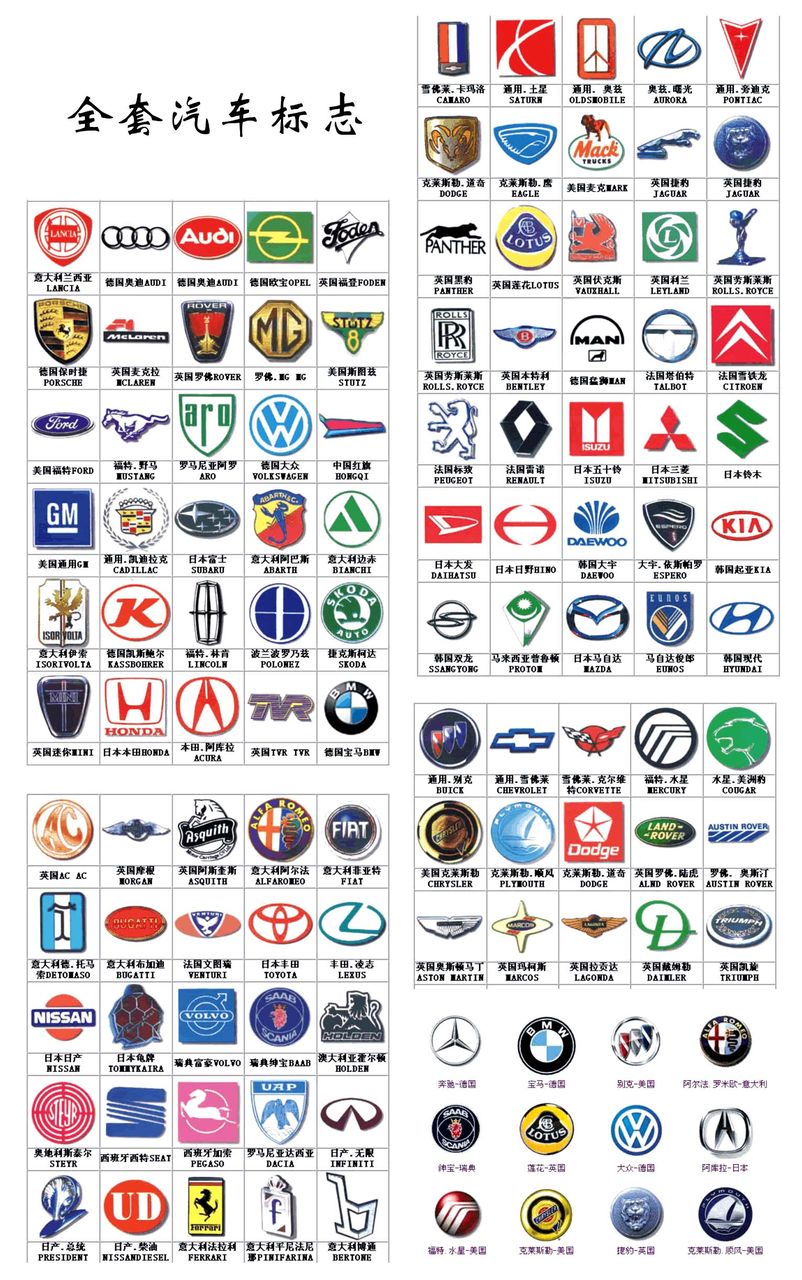 全套汽车标志
LANCIA
Audi
Foden
意大利兰西亚
LANCIA
德国奥迪AUDI
德国奥迪AUDI
德国欧宝OPEL
英国福登FODEN
PORSCHE
McLaren
ROVER
MG
STUTZ
8
德国保时捷
PORSCHE
英国麦克拉
MCLAREN
英国罗佛ROVER
罗佛.MG MG
美国斯图兹
STUTZ
Ford
aro
美国福特FORD
福特.野马
MUSTANG
罗马尼亚阿罗
ARO
德国大众
VOLKSWAGEN
中国红旗
HONGQI
GM
ABARTH&C.
美国通用GM
通用.凯迪拉克
CADILLAC
日本富士
SUBARU
意大利阿巴斯
ABARTH
意大利边赤
BIANCHI
ISORIVOLTA
K
SKODA
AUTO
意大利伊索
ISORIVOLTA
德国凯斯鲍尔
KASSBOHRER
福特.林肯
LINCOLN
波兰波罗乃兹
POLONEZ
捷克斯柯达
SKODA
MINI
HONDA
TVR
BMW
英国迷你MINI
日本本田HONDA
本田.阿库拉
ACURA
英国TVR TVR
德国宝马BMW
AC
Asquith
ALFA ROMEO
FIAT
英国AC AC
英国摩根
MORGAN
英国阿斯奎斯
ASQUITH
意大利阿尔法
ALFAROMEO
意大利菲亚特
FIAT
BUGATTI
VENTURI
意大利德.托马
索DETOMASO
意大利布加迪
BUGATTI
法国文图瑞
VENTURI
日本丰田
TOYOTA
丰田.凌志
LEXUS
NISSAN
VOLVO
SAAB
SCANIA
HOLDEN
日本日产
NISSAN
日本龟牌
TOMMYKAIRA
瑞典富豪VOLVO
瑞典绅宝BAAB
澳大利亚霍尔顿
HOLDEN
STEYR
UAP
奥地利斯泰尔
STEYR
西班牙西特SEAT
西班牙加索
PEGASO
罗马尼亚达西亚
DACIA
日产.无限
INFINITI
UD
Ferrari
f
日产.总统
PRESIDENT
日产.柴油
NISSANDIESEL
意大利法拉利
FERRARI
意大利平尼法尼
那PINIFARINA
意大利博通
BERTONE
雪佛莱.卡玛洛
CAMARO
通用.土星
SATURN
通用. 奥兹
OLDSMOBILE
奥兹.曙光
AURORA
通用.旁迪克
PONTIAC
Mack
TRUCKS
克莱斯勒.道奇
DODGE
克莱斯勒.鹰
EAGLE
美国麦克MARK
英国捷豹
JAGUAR
英国捷豹
JAGUAR
PANTHER
LOTUS
L
英国黑豹
PANTHER
英国莲花LOTUS
英国伏克斯
VAUXHALL
英国利兰
LEYLAND
英国劳斯莱斯
ROLLS.ROYCE
ROLLS
RR
ROYCE
B
MAN
英国劳斯莱斯
ROLLS.ROYCE
英国本特利
BENTLEY
德国猛狮MAN
法国塔伯特
TALBOT
法国雪铁龙
CITROEN
ISUZU
法国标致
PEUGEOT
法国雷诺
RENAULT
日本五十铃
ISUZU
日本三菱
MITSUBISHI
日本铃木
DAEWOO
ESPERO
KIA
日本大发
DAIHATSU
日本日野HINO
韩国大宇
DAEWOO
大宇.依斯帕罗
ESPERO
韩国起亚KIA
EUNOS
韩国双龙
SSANGYONG
马来西亚普鲁顿
PROTOM
日本马自达
MAZDA
马自达俊郎
EUNOS
韩国现代
HYUNDAI
通用.别克
BUICK
通用.雪佛莱
CHEVROLET
雪佛莱.克尔维
特CORVETTE
福特.水星
MERCURY
水星.美洲豹
COUGAR
CHRYSLER
PLYMOUTH
Dodge
LAND-
ROVER
AUSTIN ROVER
美国克莱斯勒
CHRYSLER
克莱斯勒.顺风
PLYMOUTH
克莱斯勒.道奇
DODGE
英国罗佛.陆虎
ALND ROVER
罗佛. 奥斯汀
AUSTIN ROVER
MARCOS
LAGONDA
TRIUMPH
英国奥斯顿马丁
ASTON MARTIN
英国玛柯斯
MARCOS
英国拉贡达
LAGONDA
英国戴姆勒
DAIMLER
英国凯旋
TRIUMPH
BMW
ALFA ROMEO
奔驰-德国
宝马-德国
别克-美国
阿尔法.罗米欧-意大利
SAAB
SCANIA
LOTUS
绅宝-瑞典
莲花-英国
大众-德国
阿库拉-日本
PLYMOUTH
福特.水星-美国
克莱斯勒-美国
捷豹-英国
克莱斯勒.顺风-美国